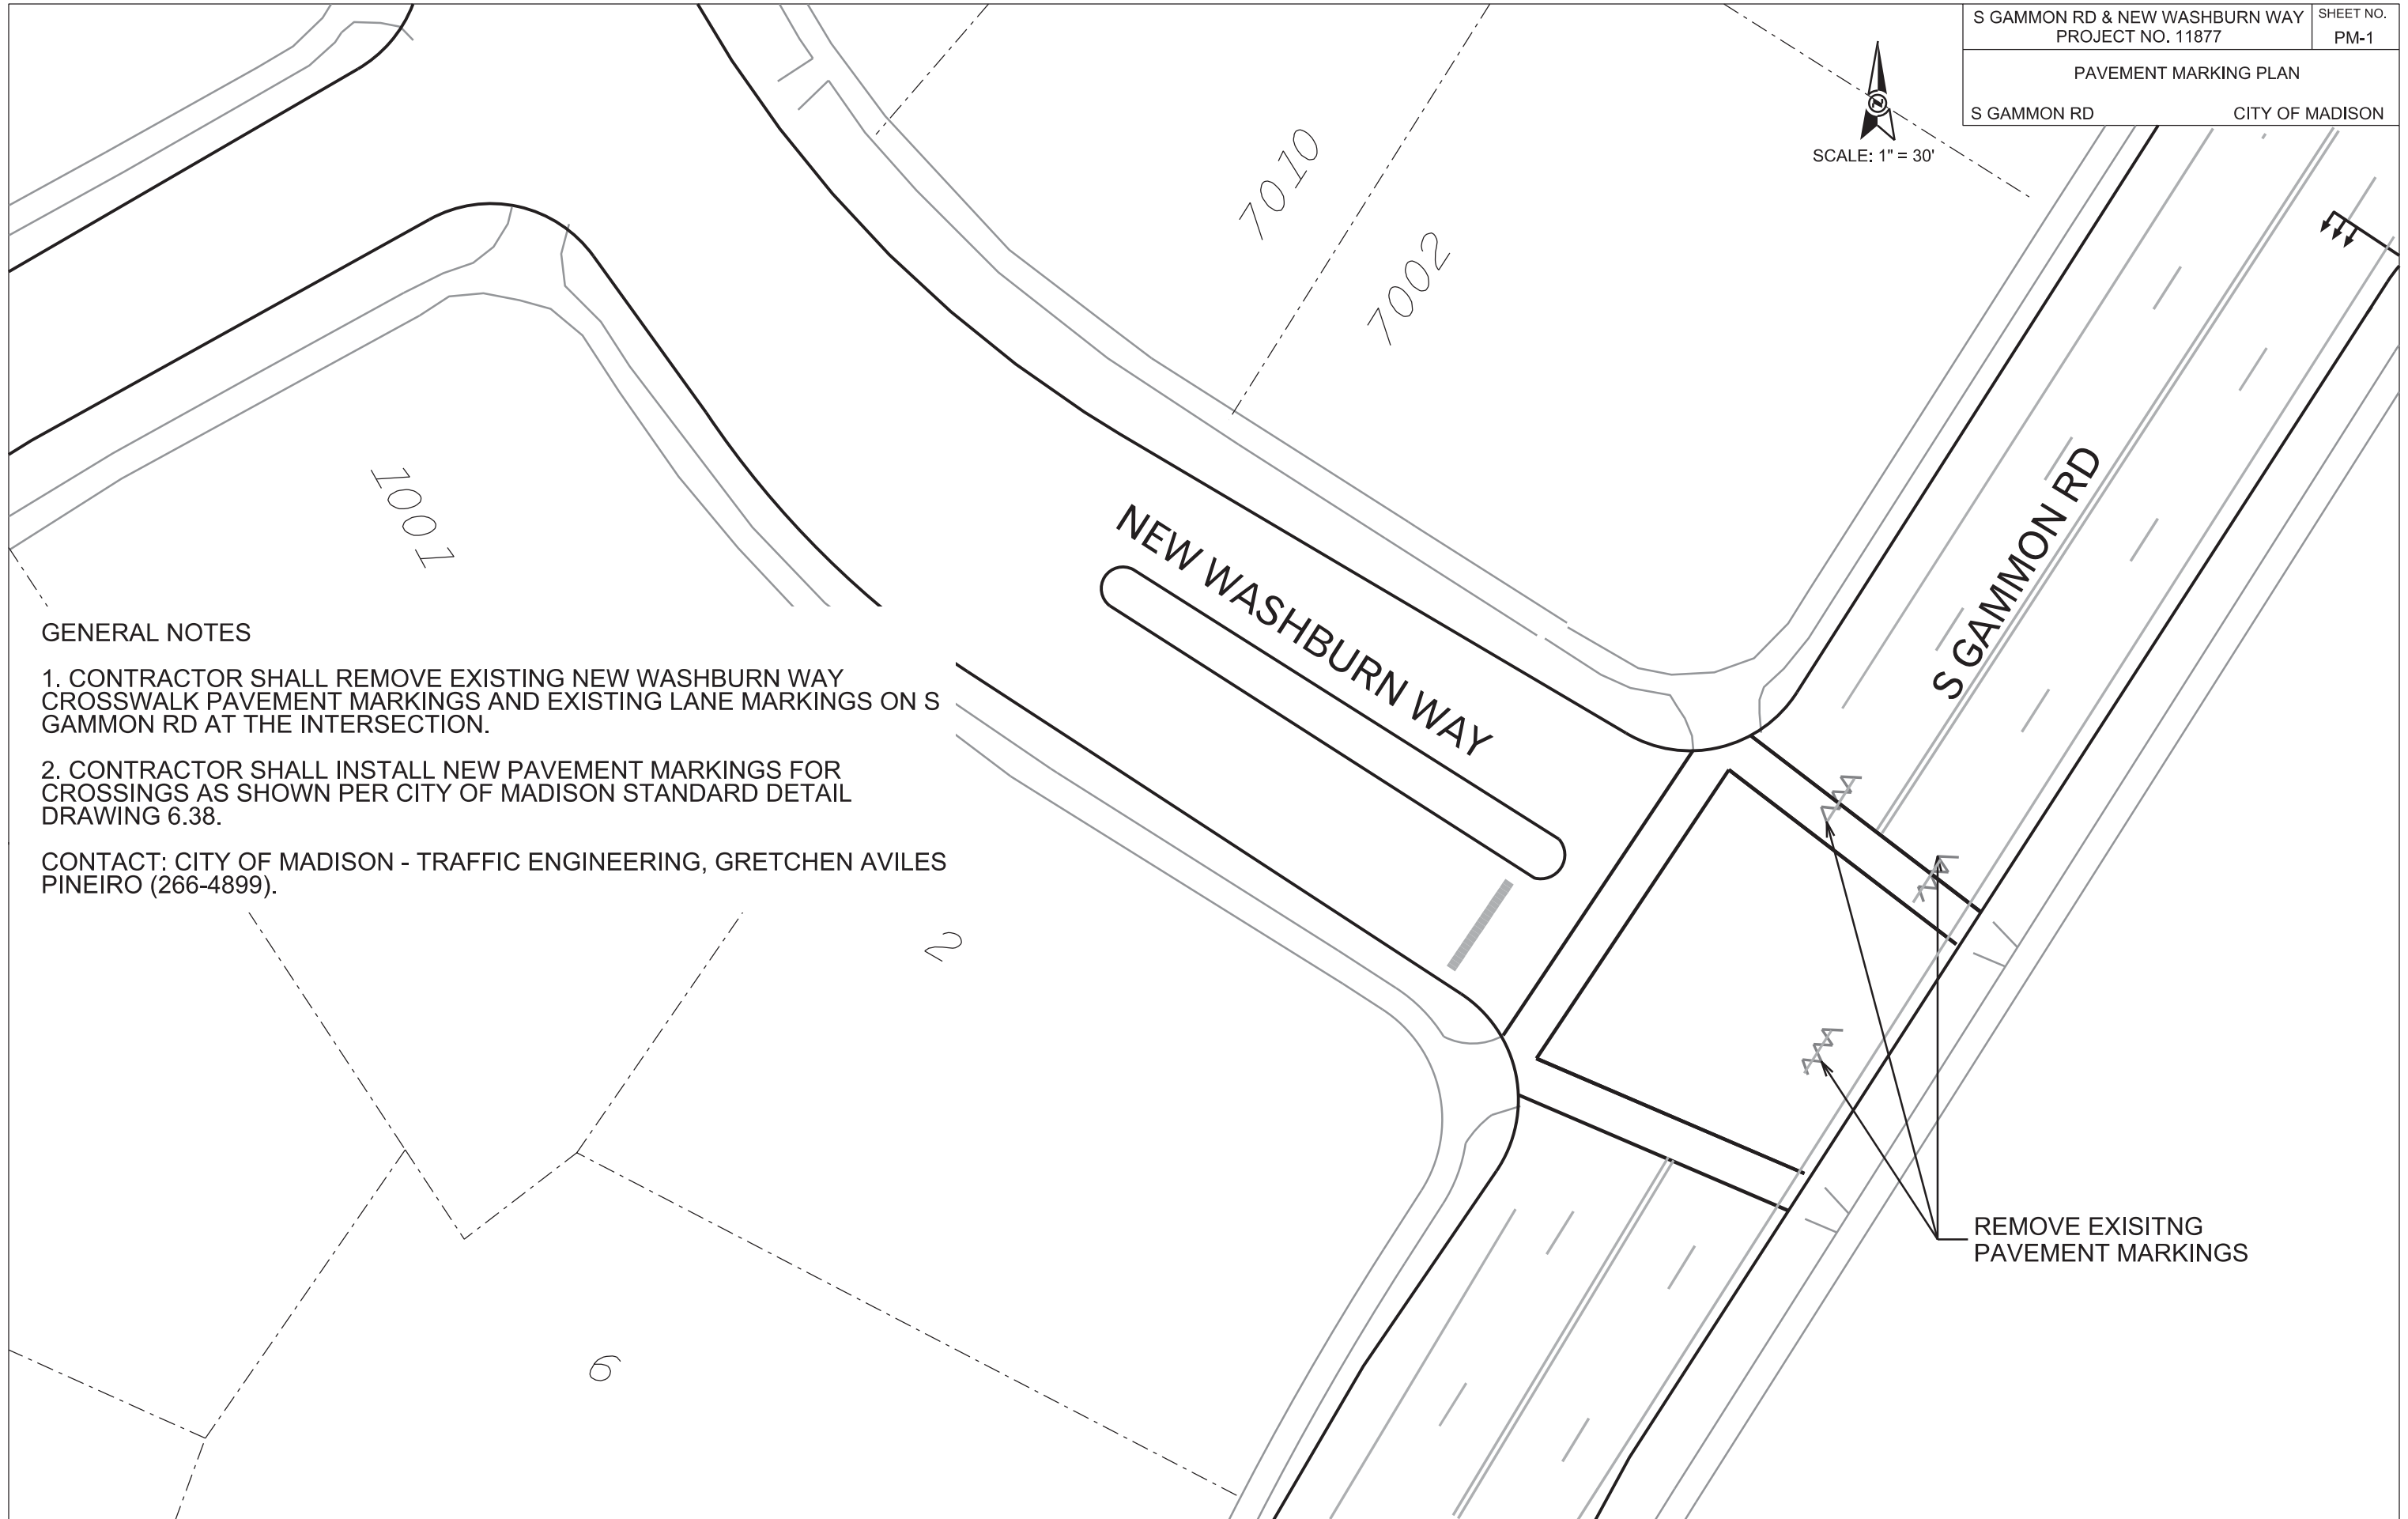 S GAMMON RD & NEW WASHBURN WAY
PROJECT NO. 11877
SHEET NO.
PM-1
PAVEMENT MARKING PLAN
S GAMMON RD
CITY OF MADISON
N
SCALE: 1" = 30'
7010
7002
1001
NEW WASHBURN WAY
S GAMMON RD
GENERAL NOTES
1. CONTRACTOR SHALL REMOVE EXISTING NEW WASHBURN WAY
CROSSWALK PAVEMENT MARKINGS AND EXISTING LANE MARKINGS ON S
GAMMON RD AT THE INTERSECTION.
2. CONTRACTOR SHALL INSTALL NEW PAVEMENT MARKINGS FOR
CROSSINGS AS SHOWN PER CITY OF MADISON STANDARD DETAIL
DRAWING 6.38.
CONTACT: CITY OF MADISON - TRAFFIC ENGINEERING, GRETCHEN AVILES
PINEIRO (266-4899).
2
6
REMOVE EXISITNG
PAVEMENT MARKINGS